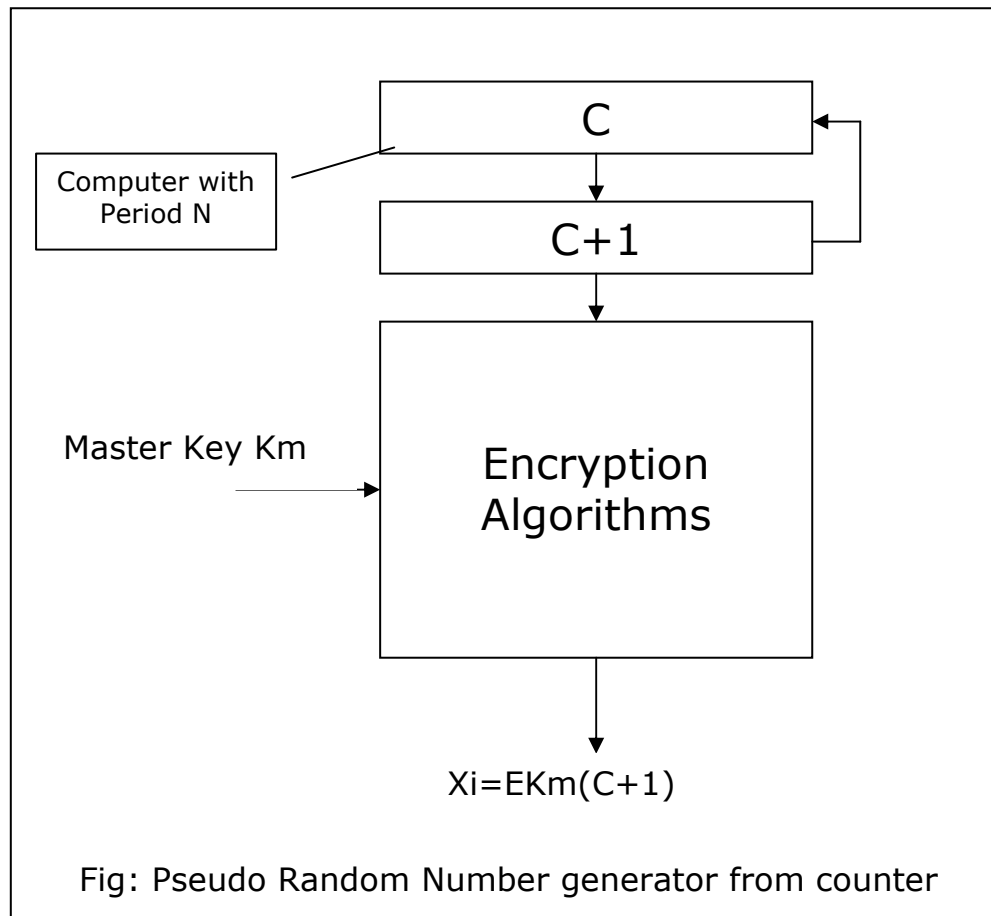 C
Computer with
Period N
C+1
Master Key Km
Encryption
Algorithms
Xi=EKm(C+1)
Fig: Pseudo Random Number generator from counter